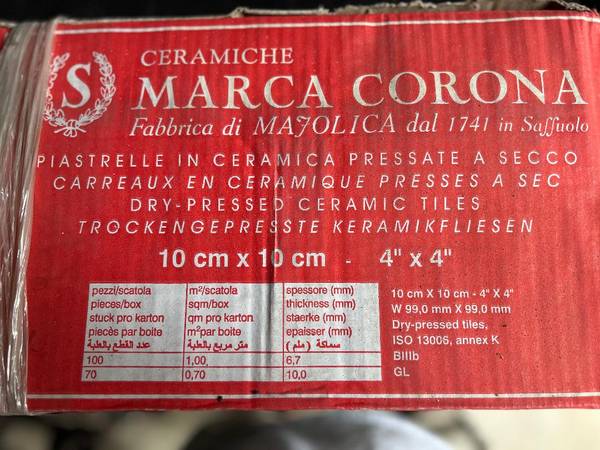 S
CERAMICHE
MARCA CORONA
Fabbrica di MAJOLICA dal 1741 in Saſſuolo
PIASTRELLE IN CERAMICA PRESSATE A SECCO
CARREAUX EN CERAMIQUE PRESSES A SEC
DRY-PRESSED CERAMIC TILES
TROCKENGEPRESSTE KERAMIKFLIESEN
10 cm x 10 cm - 4" x 4"
pezzi/scatola m²/scatola spessore (mm)
pieces/box sqm/box thickness (mm)
stuck pro karton qm pro karton staerke (mm)
piecès par boite m²par boite epaisser (mm)
عدد القطع بالعلبة متر مربع بالعلبة سماكة (ملم)
100 1,00 6,7
70 0,70 10,0
10 cm X 10 cm - 4" X 4"
W 99,0 mm X 99,0 mm
Dry-pressed tiles,
ISO 13006, annex K
BIIIb
GL